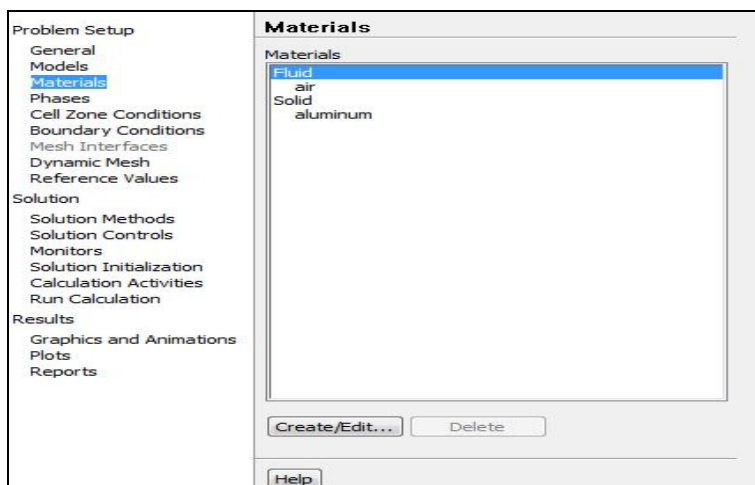 Problem Setup
General
Models
Materials
Phases
Cell Zone Conditions
Boundary Conditions
Mesh Interfaces
Dynamic Mesh
Reference Values
Solution
Solution Methods
Solution Controls
Monitors
Solution Initialization
Calculation Activities
Run Calculation
Results
Graphics and Animations
Plots
Reports
Materials
Materials
Fluid
air
Solid
aluminum
Create/Edit...
Delete
Help